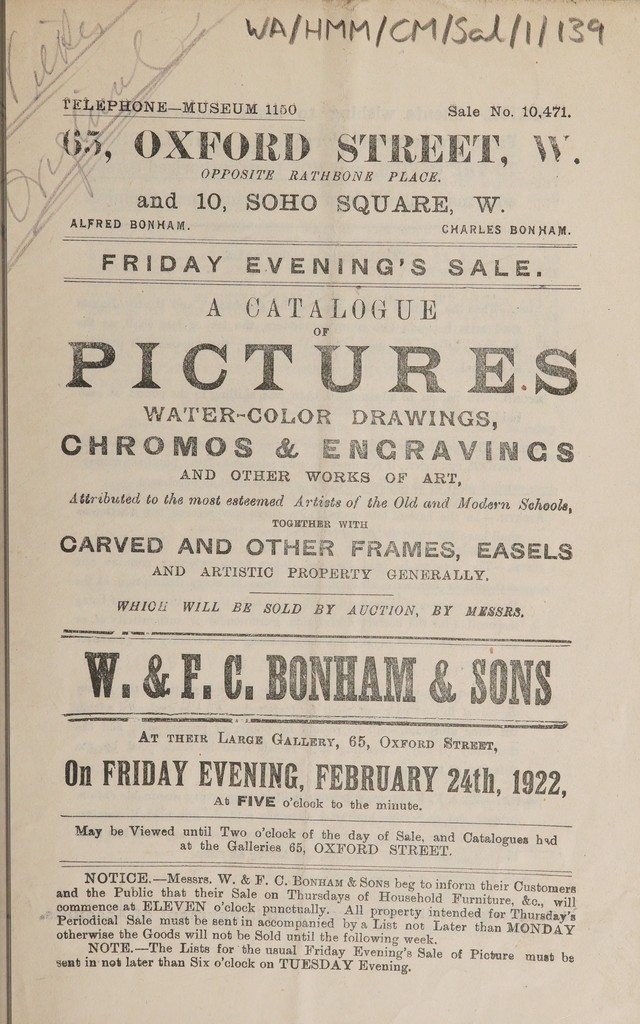 WA/HMM/CM/Sal/1/139
Original
TELEPHONE—MUSEUM 1150 Sale No. 10,471.
65, OXFORD STREET, W.
OPPOSITE RATHBONE PLACE.
and 10, SOHO SQUARE, W.
ALFRED BONHAM. CHARLES BONHAM.
FRIDAY EVENING'S SALE.
A CATALOGUE
OF
PICTURES
WATER-COLOR DRAWINGS,
CHROMOS & ENGRAVINGS
AND OTHER WORKS OF ART,
Attributed to the most esteemed Artists of the Old and Modern Schools,
TOGETHER WITH
CARVED AND OTHER FRAMES, EASELS
AND ARTISTIC PROPERTY GENERALLY.
WHICH WILL BE SOLD BY AUCTION, BY MESSRS.
W. & F. C. BONHAM & SONS
AT THEIR LARGE GALLERY, 65, OXFORD STREET,
On FRIDAY EVENING, FEBRUARY 24th, 1922,
At FIVE o'clock to the minute.
May be Viewed until Two o'clock of the day of Sale, and Catalogues had
at the Galleries 65, OXFORD STREET.
NOTICE.—Messrs. W. & F. C. BONHAM & SONS beg to inform their Customers
and the Public that their Sale on Thursdays of Household Furniture, &c., will
commence at ELEVEN o'clock punctually. All property intended for Thursday's
Periodical Sale must be sent in accompanied by a List not Later than MONDAY
otherwise the Goods will not be Sold until the following week.
NOTE.—The Lists for the usual Friday Evening's Sale of Picture must be
sent in not later than Six o'clock on TUESDAY Evening.